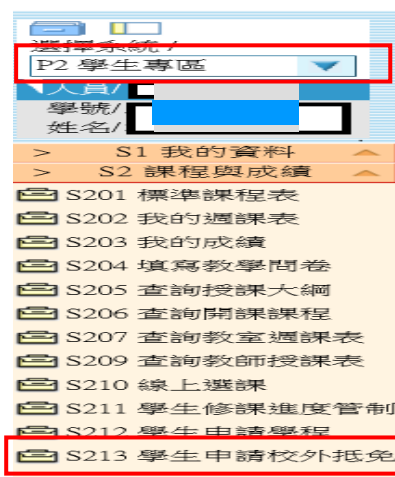 選擇系統 /
P2 學生專區
人員/
學號/
姓名/
> S1 我的資料
> S2 課程與成績
S201 標準課程表
S202 我的週課表
S203 我的成績
S204 填寫教學問卷
S205 查詢授課大綱
S206 查詢開課課程
S207 查詢教室週課表
S209 查詢教師授課表
S210 線上選課
S211 學生修課進度管制
S212 學生申請學程
S213 學生申請校外抵免